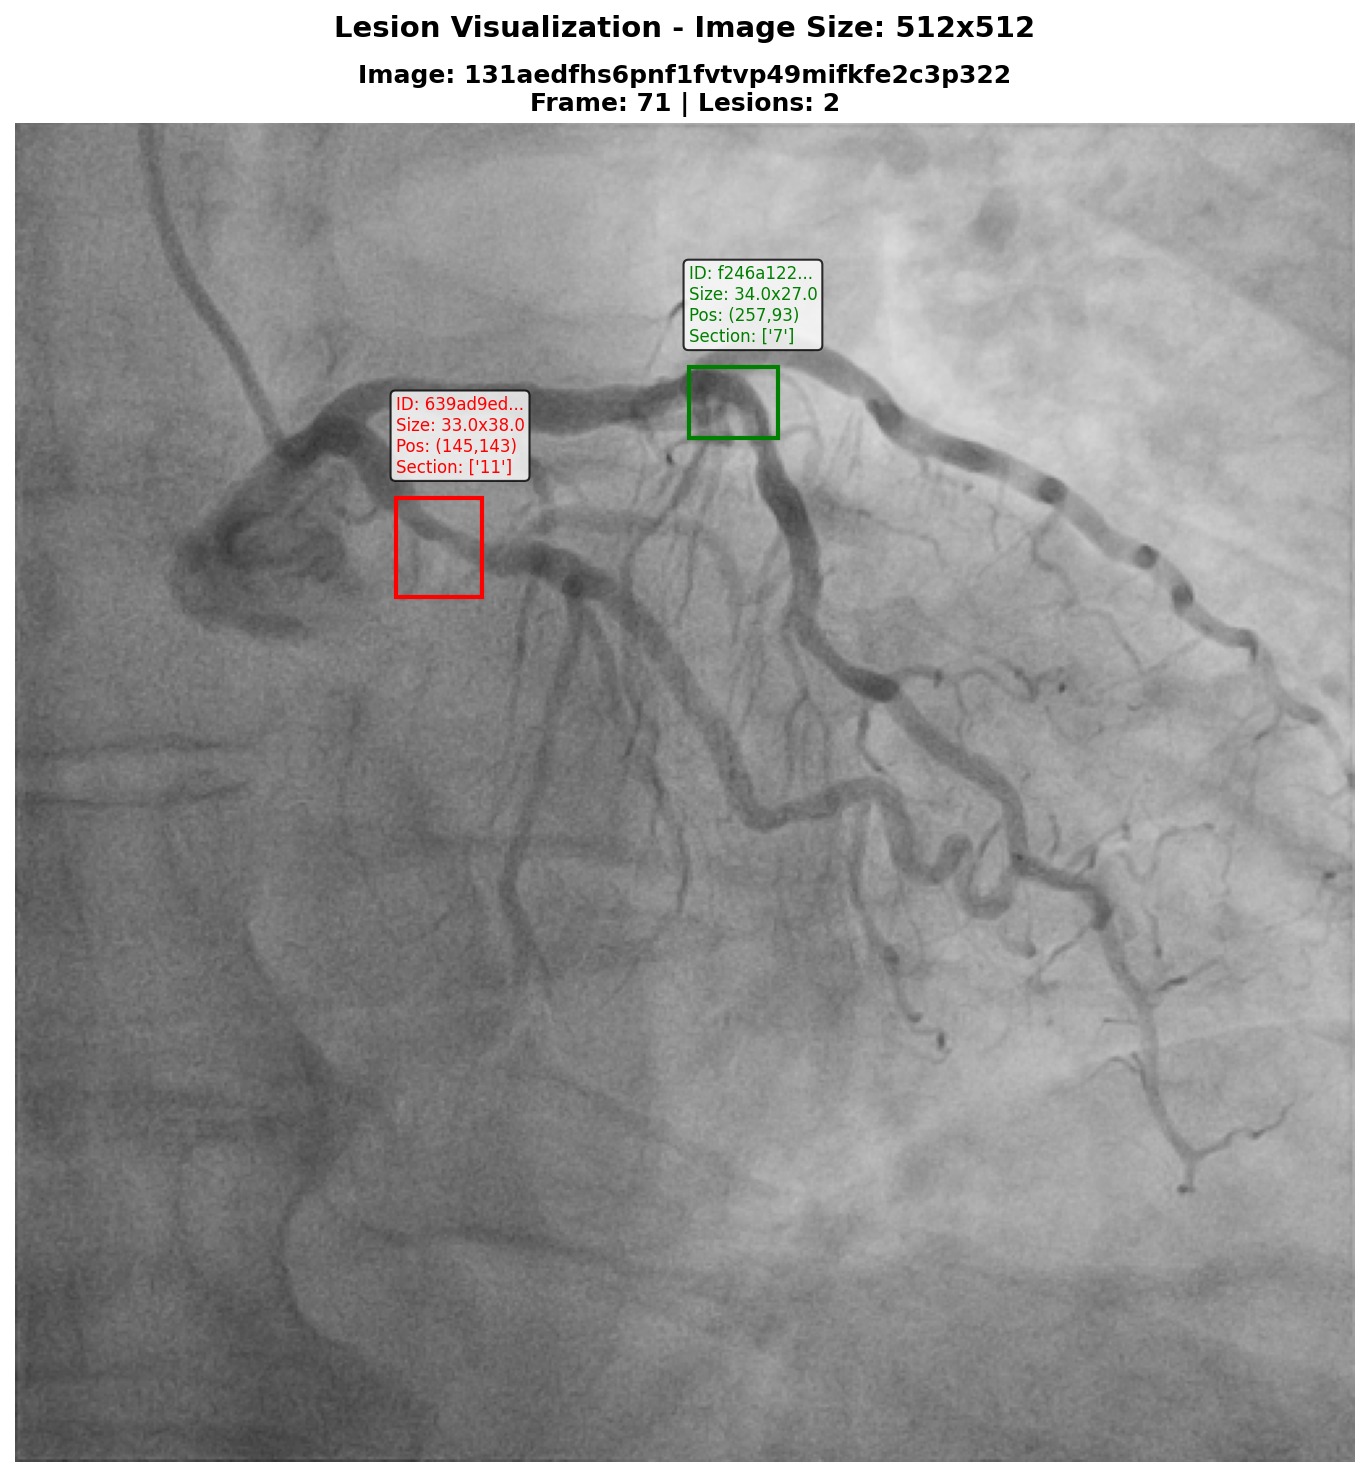 Lesion Visualization - Image Size: 512x512
Image: 131aedfhs6pnf1fvtvp49mifkfe2c3p322
Frame: 71 | Lesions: 2
ID: f246a122...
Size: 34.0x27.0
Pos: (257,93)
Section: ['7']
ID: 639ad9ed...
Size: 33.0x38.0
Pos: (145,143)
Section: ['11']